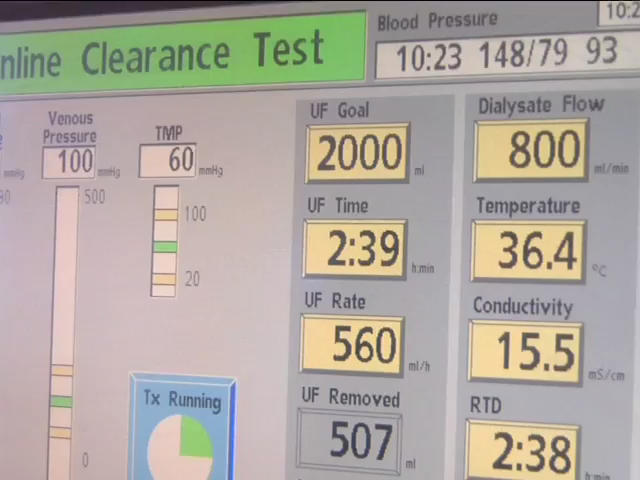 nline Clearance Test
Blood Pressure
10:23 148/79 93
Venous
Pressure
100 mmHg
500
0
TMP
60 mmHg
100
20
Tx Running
UF Goal
2000 ml
UF Time
2:39 h:min
UF Rate
560 ml/h
UF Removed
507 ml
Dialysate Flow
800 ml/min
Temperature
36.4 °C
Conductivity
15.5 mS/cm
RTD
2:38 h:min